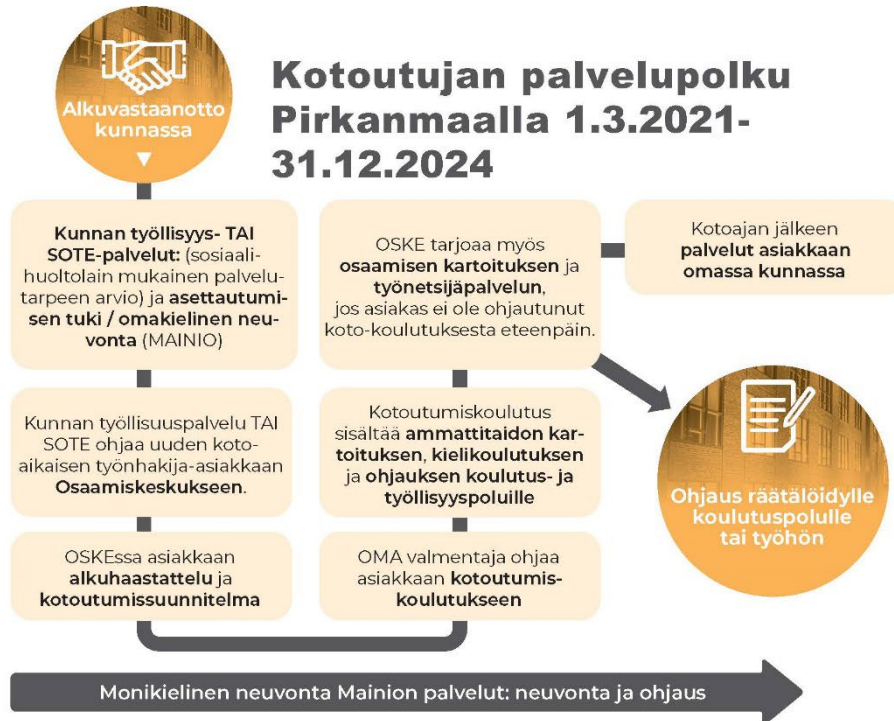 Alkuvastaanotto
kunnassa
Kotoutujan palvelupolku
Pirkanmaalla 1.3.2021-
31.12.2024
Kunnan työllisyys- TAI
SOTE-palvelut: (sosiaali-
huoltolain mukainen palvelu-
tarpeen arvio) ja asettautumi-
sen tuki / omakielinen neu-
vonta (MAINIO)
Kunnan työllisuuspalvelu TAI
SOTE ohjaa uuden koto-
aikaisen työnhakija-asiakkaan
Osaamiskeskukseen.
OSKEssa asiakkaan
alkuhaastattelu ja
kotoutumissuunnitelma
OMA valmentaja ohjaa
asiakkaan kotoutumis-
koulutukseen
Kotoutumiskoulutus
sisältää ammattitaidon kar-
toituksen, kielikoulutuksen
ja ohjauksen koulutus- ja
työllisyyspoluille
OSKE tarjoaa myös
osaamisen kartoituksen ja
työnetsijäpalvelun,
jos asiakas ei ole ohjautunut
koto-koulutuksesta eteenpäin.
Kotoajan jälkeen
palvelut asiakkaan
omassa kunnassa
Ohjaus räätälöidylle
koulutuspolulle
tai työhön
Monikielinen neuvonta Mainion palvelut: neuvonta ja ohjaus